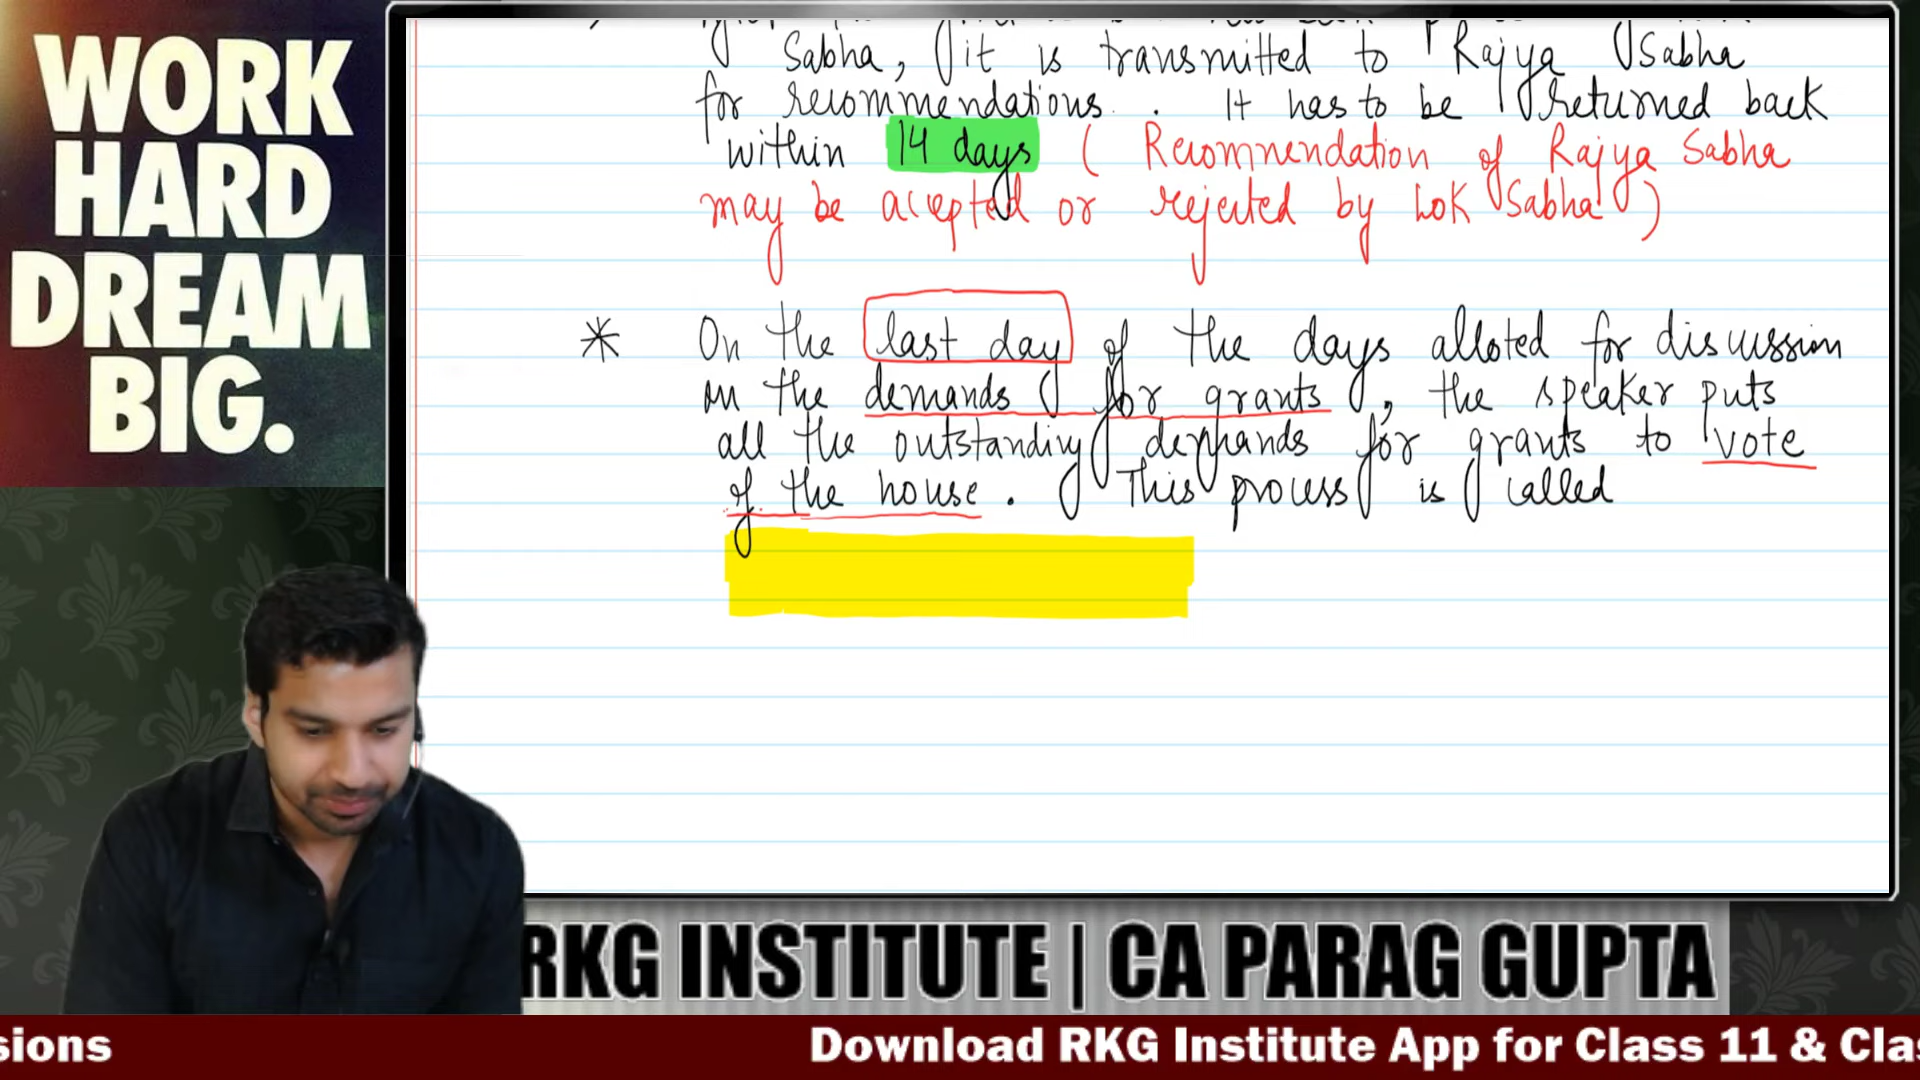 WORK
HARD
DREAM
BIG.
Sabha, it is transmitted to Rajya Sabha
for recommendations. It has to be returned back
within 14 days ( Recommendation of Rajya Sabha
may be accepted or rejected by Lok Sabha )
* On the last day of the days alloted for discussion
on the demands for grants, the speaker puts
all the outstanding demands for grants to vote
of the house. This process is called
RKG INSTITUTE | CA PARAG GUPTA
sions Download RKG Institute App for Class 11 & Clas